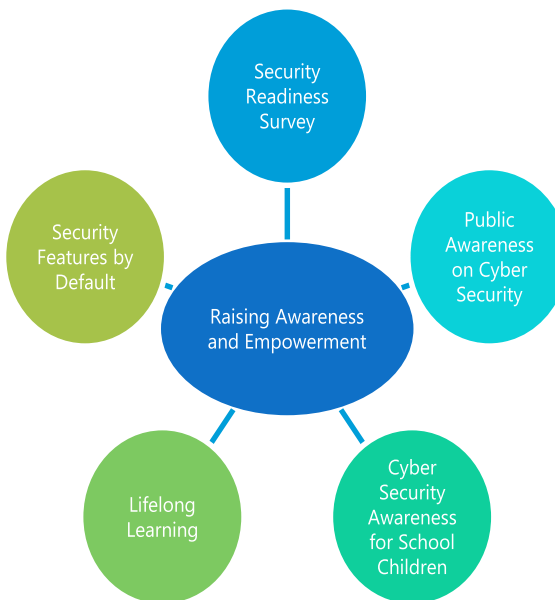 Security
Readiness
Survey
Public
Awareness
on Cyber
Security
Security
Features by
Default
Raising Awareness
and Empowerment
Cyber
Security
Awareness
for School
Children
Lifelong
Learning